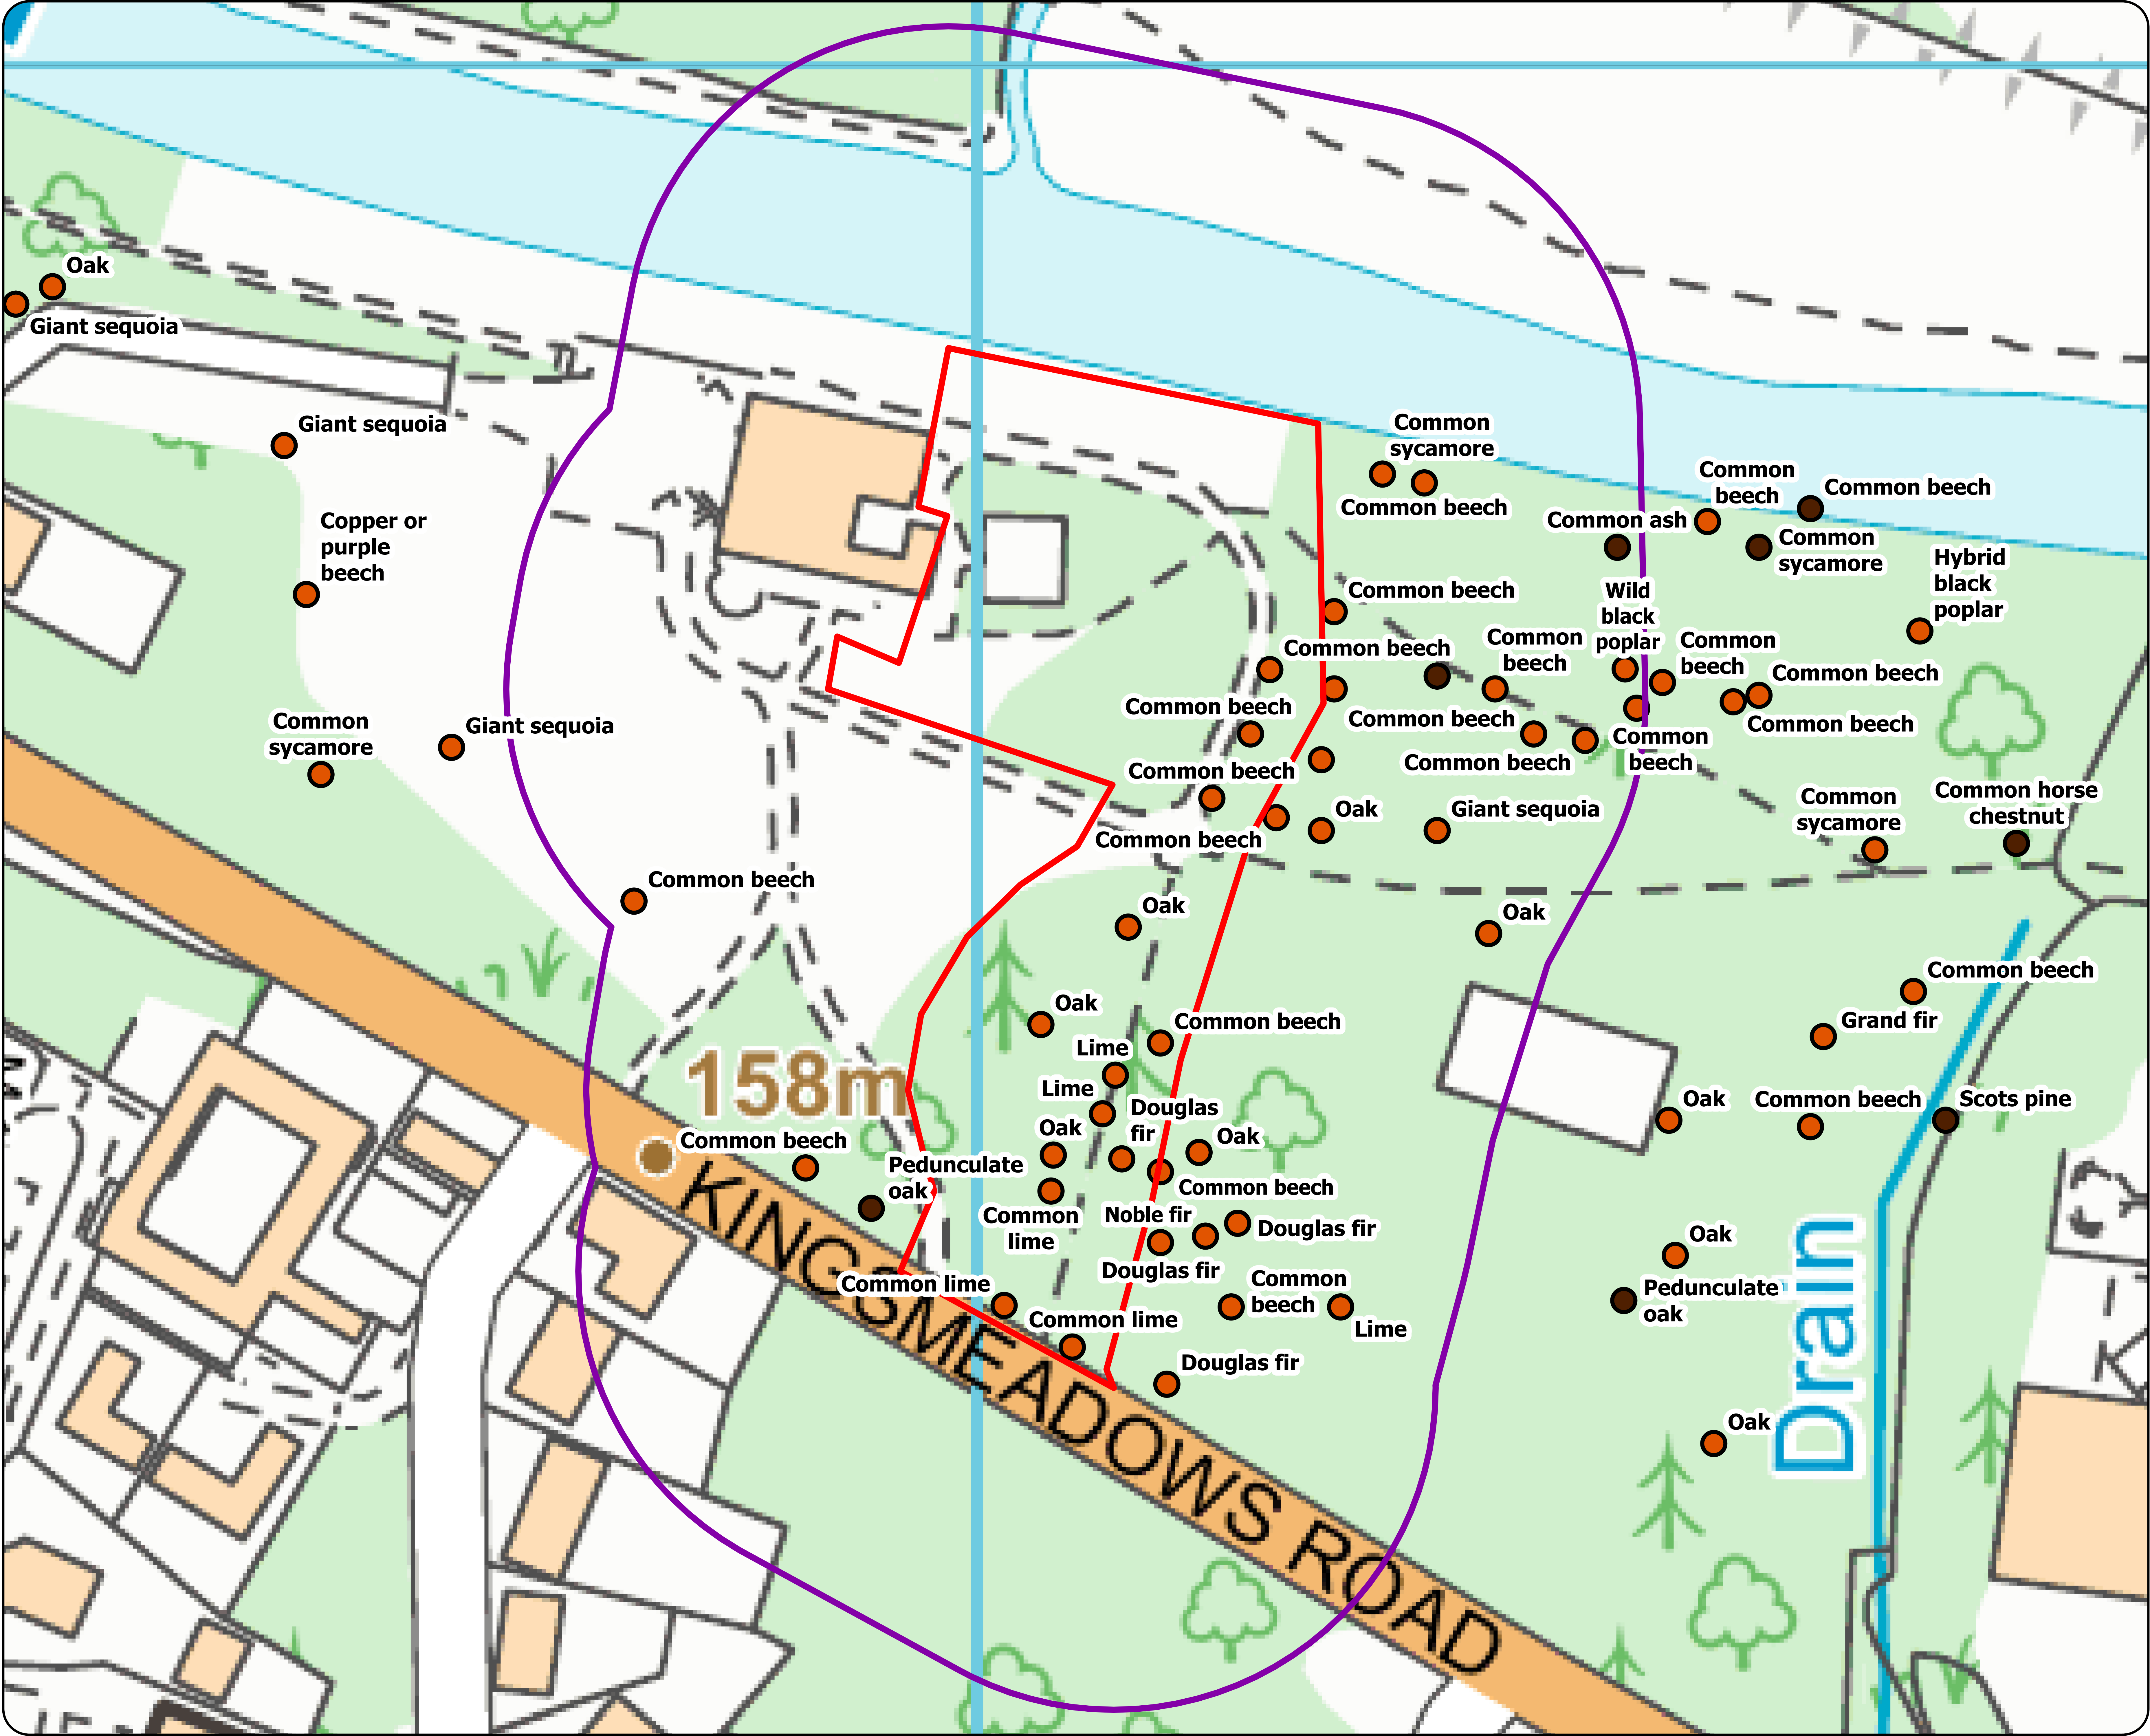 Oak
Giant sequoia
Giant sequoia
Common
sycamore
Common beech
Common
beech
Common beech
Common ash
Common
sycamore
Copper or
purple
beech
Hybrid
black
poplar
Wild
black
poplar
Common beech
Common
beech
Common
beech
Common beech
Common beech
Common beech
Common beech
Common beech
Common
sycamore
Giant sequoia
Common beech
Common
beech
Common beech
Common beech
Oak
Giant sequoia
Common
sycamore
Common horse
chestnut
Common beech
Common beech
Oak
Oak
Common beech
Oak
Common beech
Grand fir
Lime
158m
Lime
Douglas
fir
Oak
Common beech
Scots pine
Common beech
Oak
Oak
Pedunculate
oak
Common beech
Common
lime
Noble fir
Douglas fir
Oak
Douglas fir
Common
beech
Pedunculate
oak
Common lime
Common lime
Lime
Douglas fir
Oak
Drain
KINGSMEADOWS ROAD